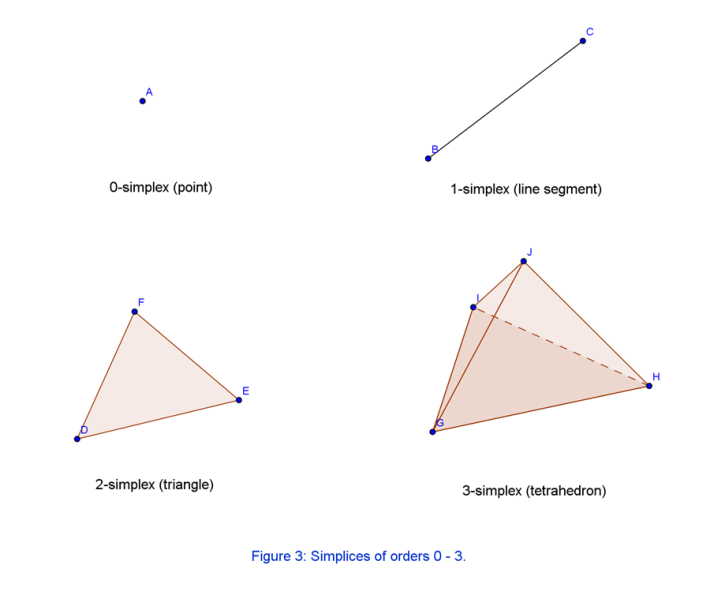 A
C
B
0-simplex (point)
1-simplex (line segment)
J
F
I
H
E
G
D
2-simplex (triangle)
3-simplex (tetrahedron)
Figure 3: Simplices of orders 0 - 3.